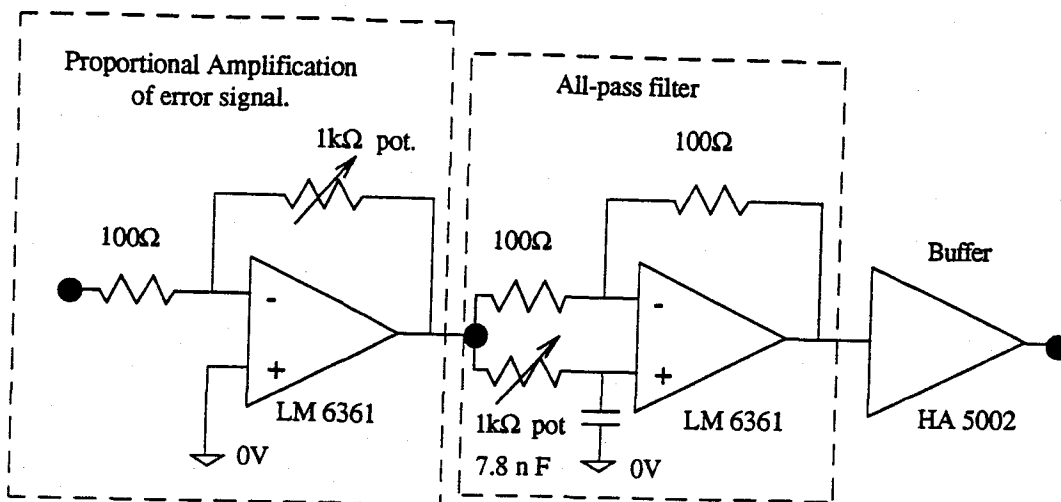 Proportional Amplification
of error signal.
1kΩ pot.
100Ω
-
+
LM 6361
0V
All-pass filter
100Ω
100Ω
-
+
LM 6361
1kΩ pot
7.8 n F
0V
Buffer
HA 5002